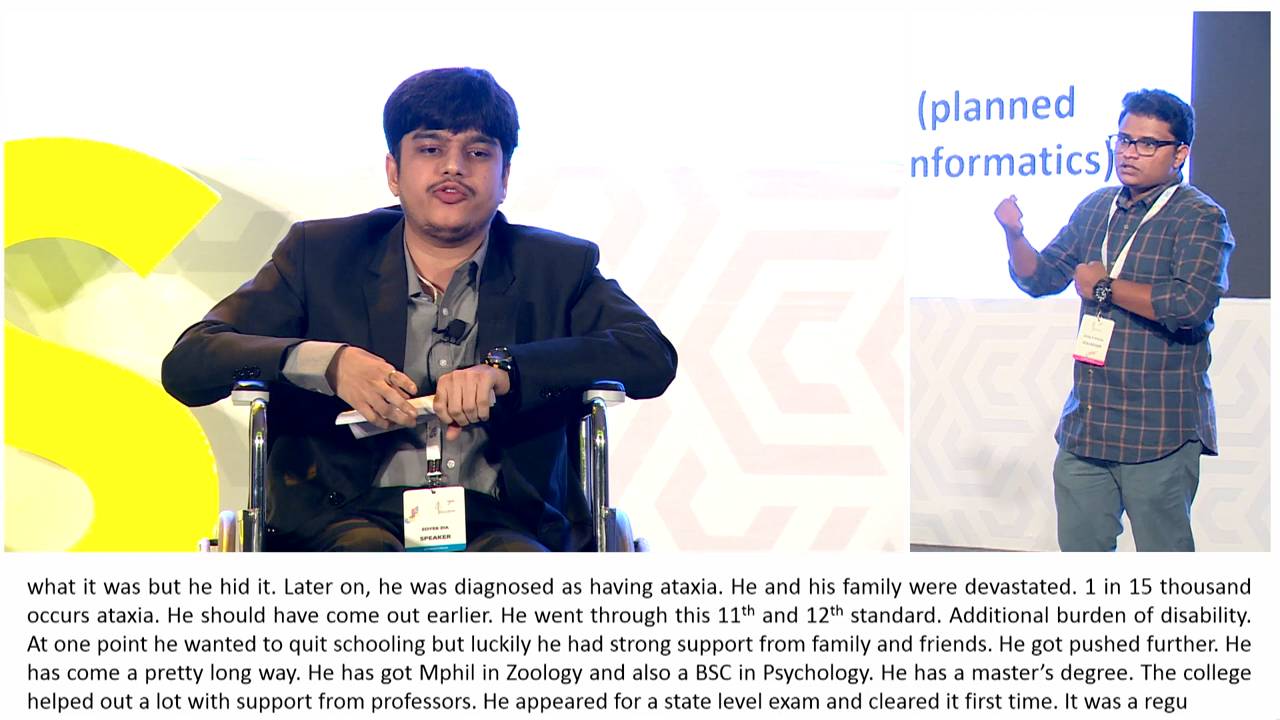 (planned
nformatics)
ZOYEB ZIA
SPEAKER
what it was but he hid it. Later on, he was diagnosed as having ataxia. He and his family were devastated. 1 in 15 thousand
occurs ataxia. He should have come out earlier. He went through this 11th and 12th standard. Additional burden of disability.
At one point he wanted to quit schooling but luckily he had strong support from family and friends. He got pushed further. He
has come a pretty long way. He has got Mphil in Zoology and also a BSC in Psychology. He has a master’s degree. The college
helped out a lot with support from professors. He appeared for a state level exam and cleared it first time. It was a regu